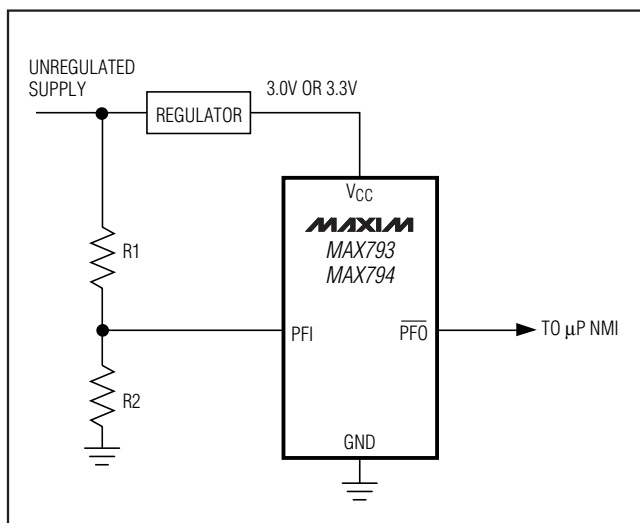 UNREGULATED
SUPPLY
3.0V OR 3.3V
REGULATOR
VCC
MAXIM
MAX793
MAX794
R1
PFI
PFO
TO µP NMI
R2
GND